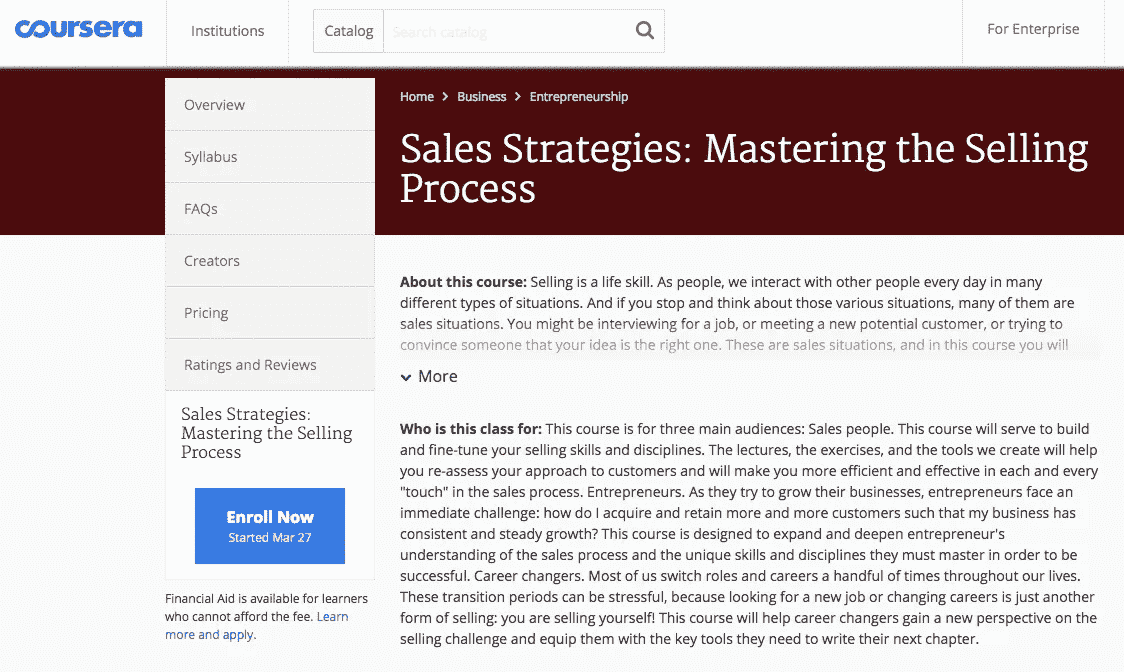 coursera
Institutions
Catalog
Search catalog
For Enterprise
Overview
Syllabus
FAQs
Creators
Pricing
Ratings and Reviews
Sales Strategies:
Mastering the Selling
Process
Enroll Now
Started Mar 27
Financial Aid is available for learners
who cannot afford the fee. Learn
more and apply.
Home > Business > Entrepreneurship
Sales Strategies: Mastering the Selling
Process
About this course: Selling is a life skill. As people, we interact with other people every day in many
different types of situations. And if you stop and think about those various situations, many of them are
sales situations. You might be interviewing for a job, or meeting a new potential customer, or trying to
convince someone that your idea is the right one. These are sales situations, and in this course you will
More
Who is this class for: This course is for three main audiences: Sales people. This course will serve to build
and fine-tune your selling skills and disciplines. The lectures, the exercises, and the tools we create will help
you re-assess your approach to customers and will make you more efficient and effective in each and every
"touch" in the sales process. Entrepreneurs. As they try to grow their businesses, entrepreneurs face an
immediate challenge: how do I acquire and retain more and more customers such that my business has
consistent and steady growth? This course is designed to expand and deepen entrepreneur's
understanding of the sales process and the unique skills and disciplines they must master in order to be
successful. Career changers. Most of us switch roles and careers a handful of times throughout our lives.
These transition periods can be stressful, because looking for a new job or changing careers is just another
form of selling: you are selling yourself! This course will help career changers gain a new perspective on the
selling challenge and equip them with the key tools they need to write their next chapter.